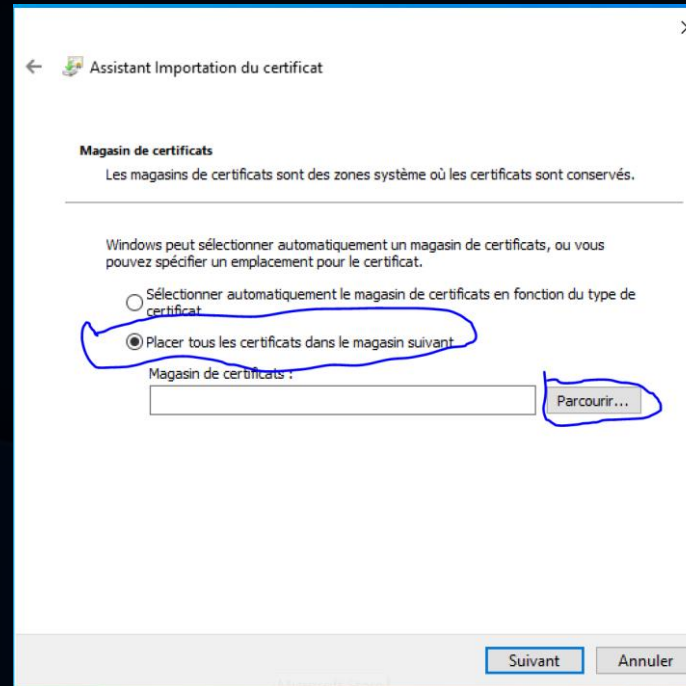 Assistant Importation du certificat
Magasin de certificats
Les magasins de certificats sont des zones système où les certificats sont conservés.
Windows peut sélectionner automatiquement un magasin de certificats, ou vous
pouvez spécifier un emplacement pour le certificat.
Sélectionner automatiquement le magasin de certificats en fonction du type de
certificat
Placer tous les certificats dans le magasin suivant
Magasin de certificats :
Parcourir...
Suivant
Annuler